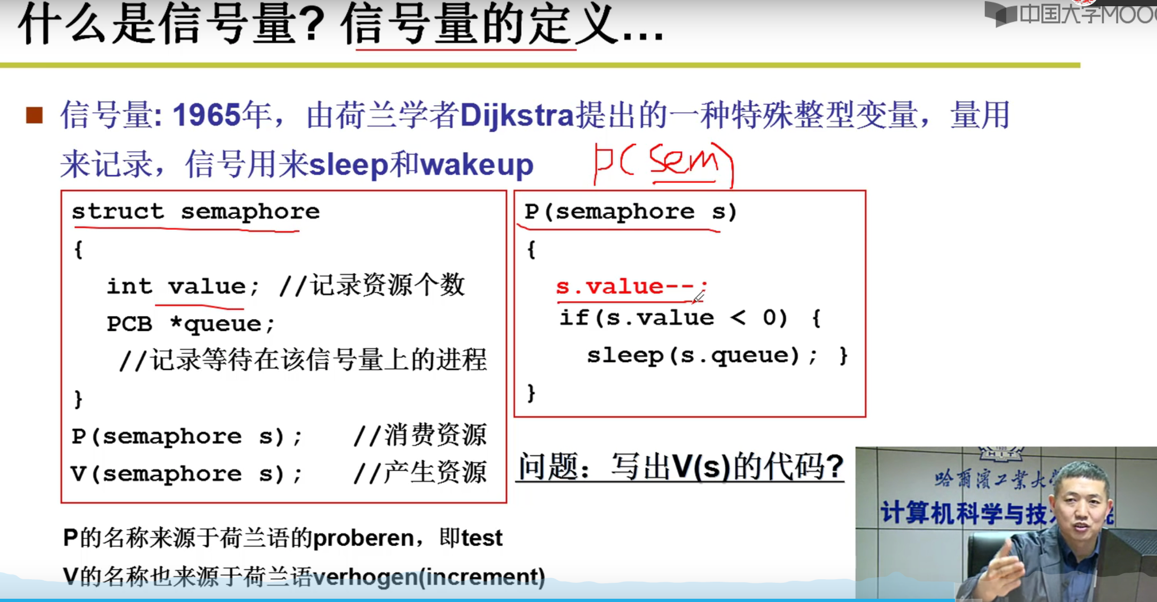 什么是信号量? 信号量的定义…
中国大学MOOC
■ 信号量: 1965年，由荷兰学者Dijkstra提出的一种特殊整型变量，量用
来记录，信号用来sleep和wakeup
P(sem)
struct semaphore
{
int value; //记录资源个数
PCB *queue;
//记录等待在该信号量上的进程
}
P(semaphore s); //消费资源
V(semaphore s); //产生资源
P(semaphore s)
{
s.value--;
if(s.value < 0) {
sleep(s.queue); }
}
问题：写出V(s)的代码?
P的名称来源于荷兰语的proberen，即test
V的名称也来源于荷兰语verhogen(increment)
哈爾濱工業大
计算机科学与技